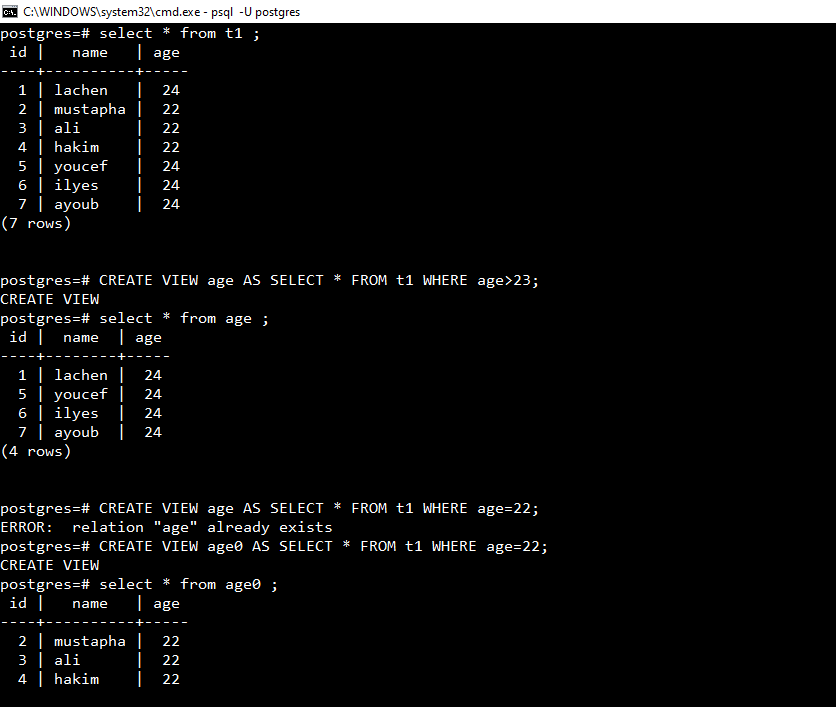 C:\WINDOWS\system32\cmd.exe - psql  -U postgres
postgres=# select * from t1 ;
 id |   name   | age
----+----------+-----
  1 | lachen   |  24
  2 | mustapha |  22
  3 | ali      |  22
  4 | hakim    |  22
  5 | youcef   |  24
  6 | ilyes    |  24
  7 | ayoub    |  24
(7 rows)
postgres=# CREATE VIEW age AS SELECT * FROM t1 WHERE age>23;
CREATE VIEW
postgres=# select * from age ;
 id |  name  | age
----+--------+-----
  1 | lachen |  24
  5 | youcef |  24
  6 | ilyes  |  24
  7 | ayoub  |  24
(4 rows)
postgres=# CREATE VIEW age AS SELECT * FROM t1 WHERE age=22;
ERROR:  relation "age" already exists
postgres=# CREATE VIEW age0 AS SELECT * FROM t1 WHERE age=22;
CREATE VIEW
postgres=# select * from age0 ;
 id |   name   | age
----+----------+-----
  2 | mustapha |  22
  3 | ali      |  22
  4 | hakim    |  22